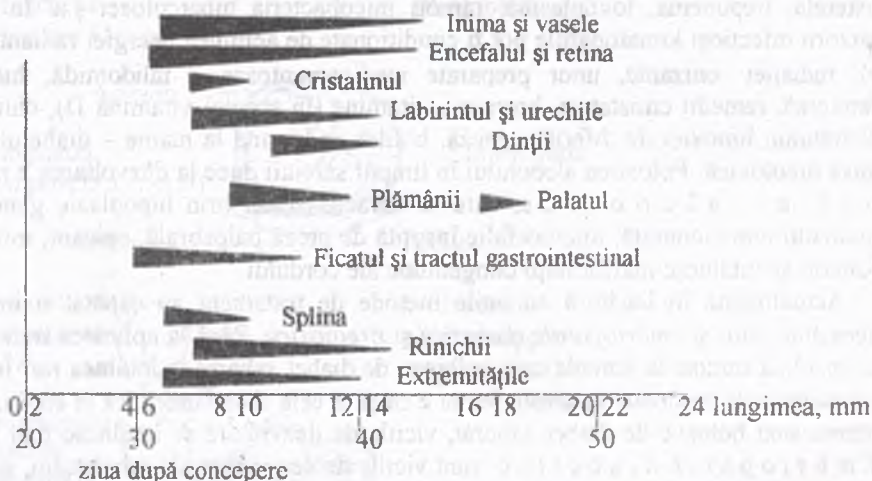 Inima și vasele
Encefalul și retina
Cristalinul
Labirintul și urechile
Dinții
Plămânii Palatul
Ficatul și tractul gastrointestinal
Splina
Rinichii
Extremitățile
0 2 4 6 8 10 12 14 16 18 20 22 24 lungimea, mm
20 30 40 50
ziua după concepere